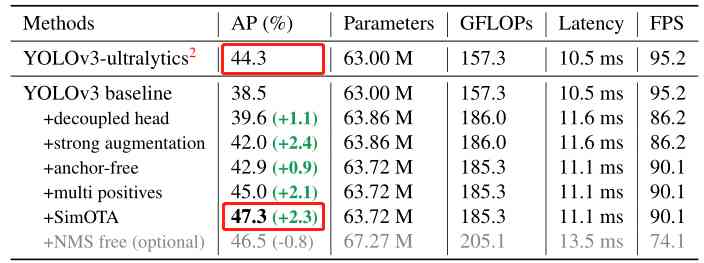 Methods AP (%) Parameters GFLOPs Latency FPS
YOLOv3-ultralytics2 44.3 63.00 M 157.3 10.5 ms 95.2
YOLOv3 baseline 38.5 63.00 M 157.3 10.5 ms 95.2
+decoupled head 39.6 (+1.1) 63.86 M 186.0 11.6 ms 86.2
+strong augmentation 42.0 (+2.4) 63.86 M 186.0 11.6 ms 86.2
+anchor-free 42.9 (+0.9) 63.72 M 185.3 11.1 ms 90.1
+multi positives 45.0 (+2.1) 63.72 M 185.3 11.1 ms 90.1
+SimOTA 47.3 (+2.3) 63.72 M 185.3 11.1 ms 90.1
+NMS free (optional) 46.5 (-0.8) 67.27 M 205.1 13.5 ms 74.1